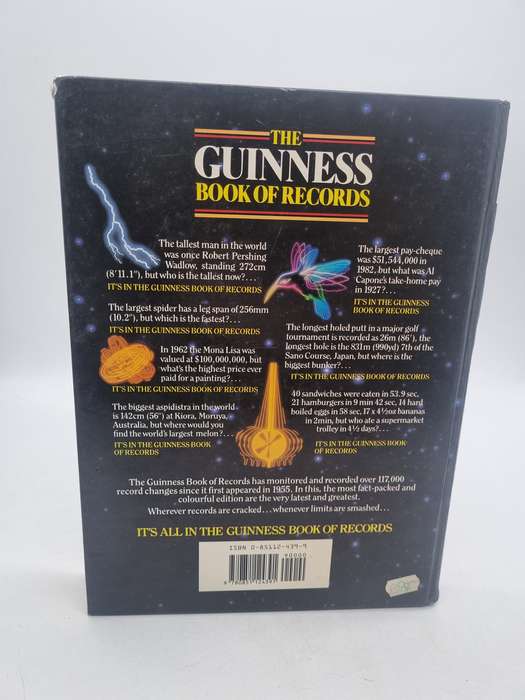 THE
GUINNESS
BOOK OF RECORDS
The tallest man in the world
was once Robert Pershing
Wadlow, standing 272cm
(8'11.1"), but who is the tallest now?...
IT'S IN THE GUINNESS BOOK OF RECORDS
The largest pay-cheque
was $51,544,000 in
1982, but what was Al
Capone's take-home pay
in 1927?...
IT'S IN THE GUINNESS
BOOK OF RECORDS
The largest spider has a leg span of 256mm
(10.2"), but which is the fastest?...
IT'S IN THE GUINNESS BOOK OF RECORDS
The longest holed putt in a major golf
tournament is recorded as 26m (86'), the
longest hole is the 831m (990yd) 7th of the
Sano Course, Japan, but where is the
biggest bunker?...
IT'S IN THE GUINNESS BOOK OF RECORDS
In 1962 the Mona Lisa was
valued at $100,000,000, but
what's the highest price ever
paid for a painting?...
IT'S IN THE GUINNESS BOOK OF RECORDS
40 sandwiches were eaten in 53.9 sec,
21 hamburgers in 9 min 42 sec, 14 hard
boiled eggs in 58 sec, 17 x 4½oz bananas
in 2min, but who ate a supermarket
trolley in 4½ days?...
IT'S IN THE GUINNESS BOOK
OF RECORDS
The biggest aspidistra in the world
is 142cm (56") at Kiora, Moruya,
Australia, but where would you
find the world's largest melon?...
IT'S IN THE GUINNESS BOOK
OF RECORDS
The Guinness Book of Records has monitored and recorded over 117,000
record changes since it first appeared in 1955. In this, the most fact-packed and
colourful edition are the very latest and greatest.
Wherever records are cracked...whenever limits are smashed...
IT'S ALL IN THE GUINNESS BOOK OF RECORDS
ISBN 0-85112-439-9
90000
9 780851 124391